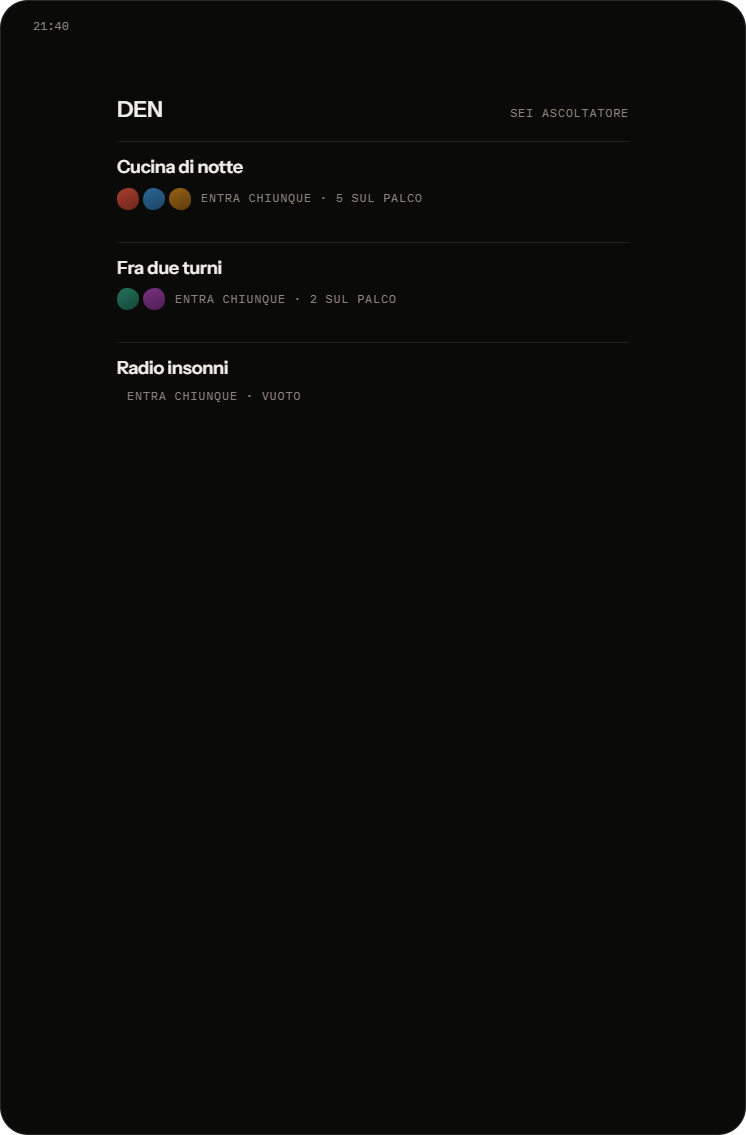 21:40
DEN
SEI ASCOLTATORE
Cucina di notte
ENTRA CHIUNQUE · 5 SUL PALCO
Fra due turni
ENTRA CHIUNQUE · 2 SUL PALCO
Radio insonni
ENTRA CHIUNQUE · VUOTO